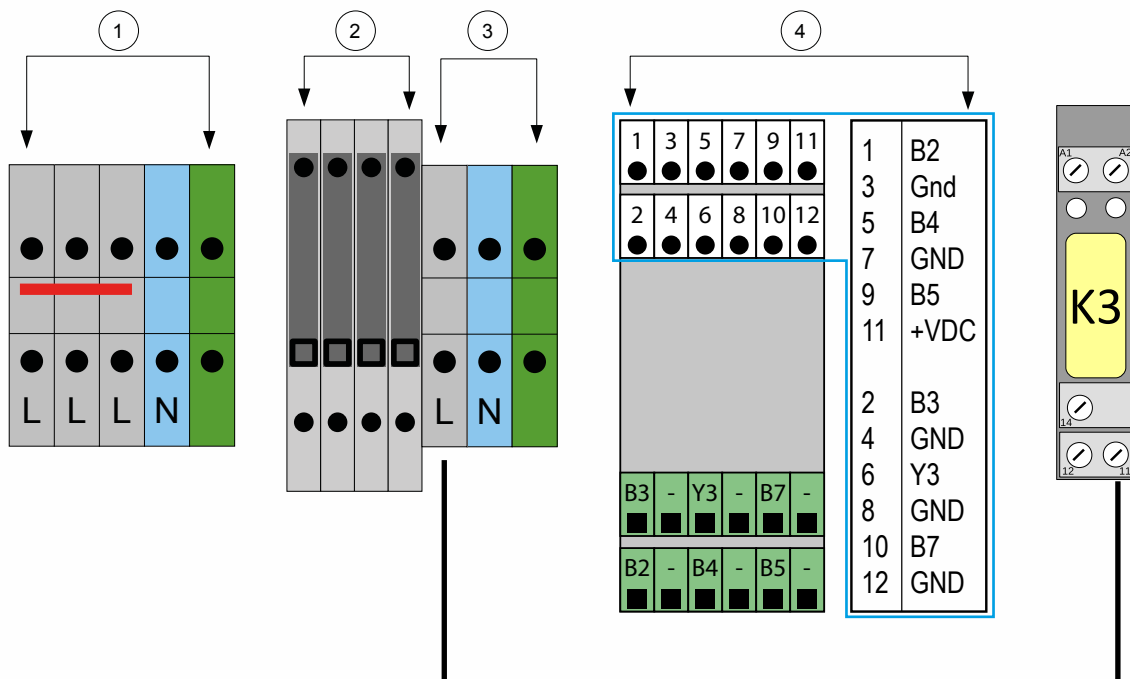 1
2
3
4
L L L N
L N
1 3 5 7 9 11
2 4 6 8 10 12
B3 - Y3 - B7 -
B2 - B4 - B5 -
1 B2
3 Gnd
5 B4
7 GND
9 B5
11 +VDC
2 B3
4 GND
6 Y3
8 GND
10 B7
12 GND
A1 A2
K3
14
12 11